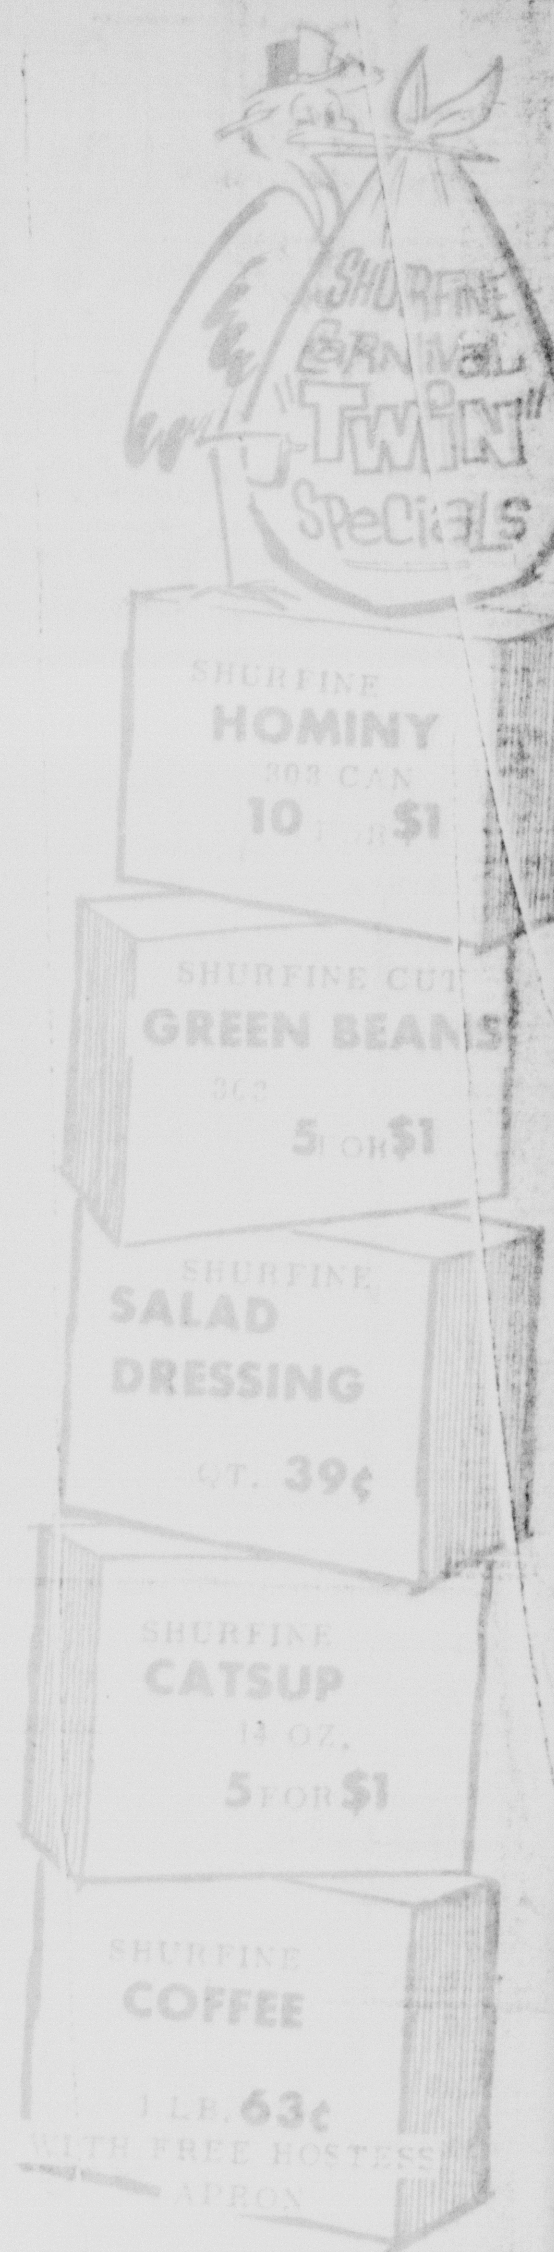 SHURFINE
CARNIVAL
"TWIN"
SPECIALS
SHURFINE
HOMINY
303 CAN
10 FOR $1
SHURFINE CUT
GREEN BEANS
303
5 FOR $1
SHURFINE
SALAD
DRESSING
QT. 39¢
SHURFINE
CATSUP
14 OZ.
5 FOR $1
SHURFINE
COFFEE
1 LB. 63¢
WITH FREE HOSTESS
APRON